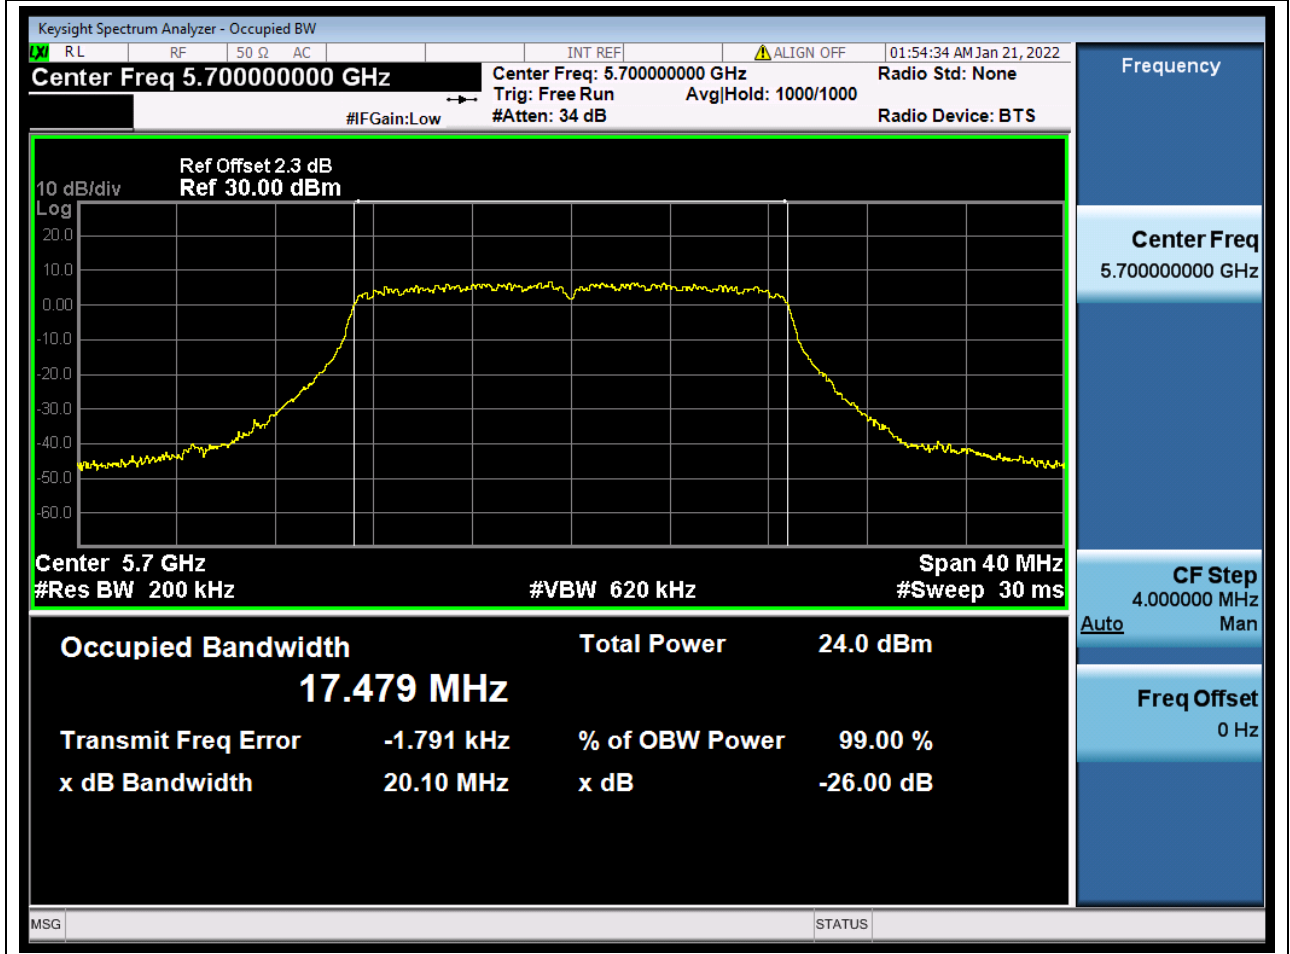 Keysight Spectrum Analyzer - Occupied BW
LXI RL RF 50 Ω AC INT REF ALIGN OFF 01:54:34 AM Jan 21, 2022
Center Freq 5.700000000 GHz
Center Freq: 5.700000000 GHz
Radio Std: None
Trig: Free Run Avg|Hold: 1000/1000
#IFGain:Low
#Atten: 34 dB
Radio Device: BTS
Ref Offset 2.3 dB
10 dB/div Ref 30.00 dBm
Log
20.0
10.0
0.00
-10.0
-20.0
-30.0
-40.0
-50.0
-60.0
Center 5.7 GHz Span 40 MHz
#Res BW 200 kHz #VBW 620 kHz #Sweep 30 ms
Occupied Bandwidth Total Power 24.0 dBm
17.479 MHz
Transmit Freq Error -1.791 kHz % of OBW Power 99.00 %
x dB Bandwidth 20.10 MHz x dB -26.00 dB
MSG STATUS
Frequency
Center Freq
5.700000000 GHz
CF Step
4.000000 MHz
Auto Man
Freq Offset
0 Hz